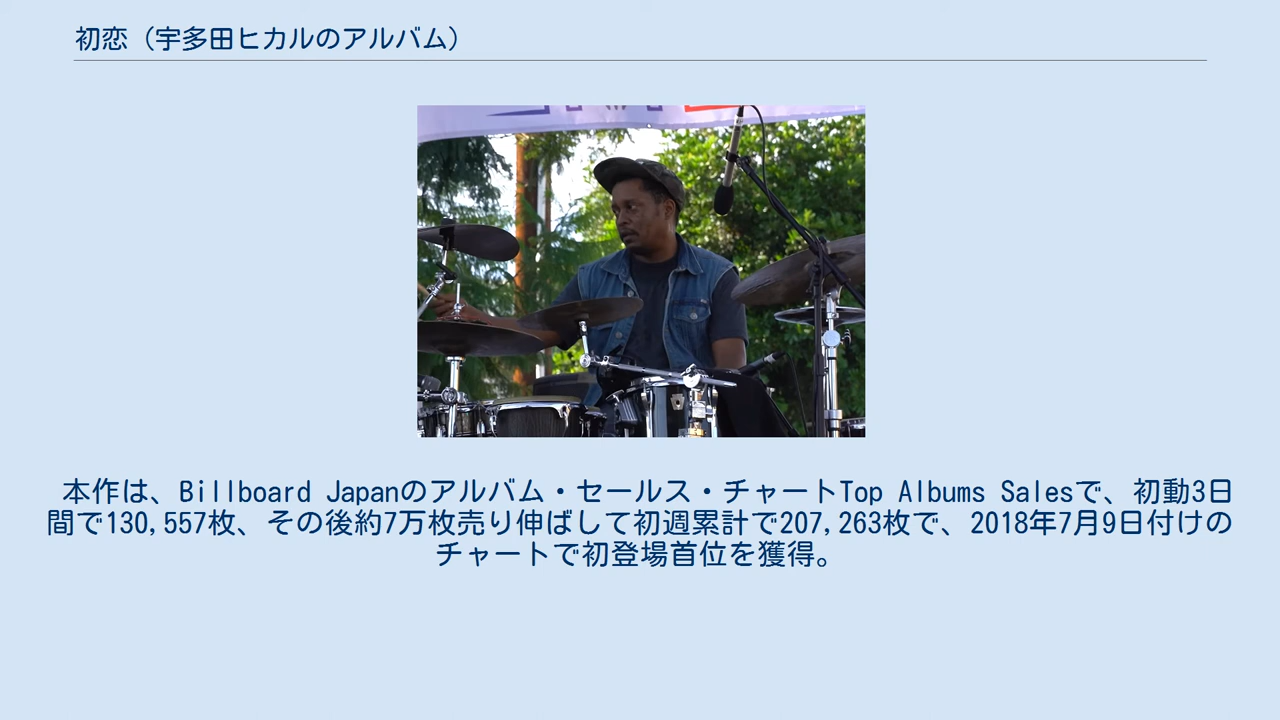 初恋（宇多田ヒカルのアルバム）
本作は、Billboard Japanのアルバム・セールス・チャートTop Albums Salesで、初動3日
間で130,557枚、その後約7万枚売り伸ばして初週累計で207,263枚で、2018年7月9日付けの
チャートで初登場首位を獲得。